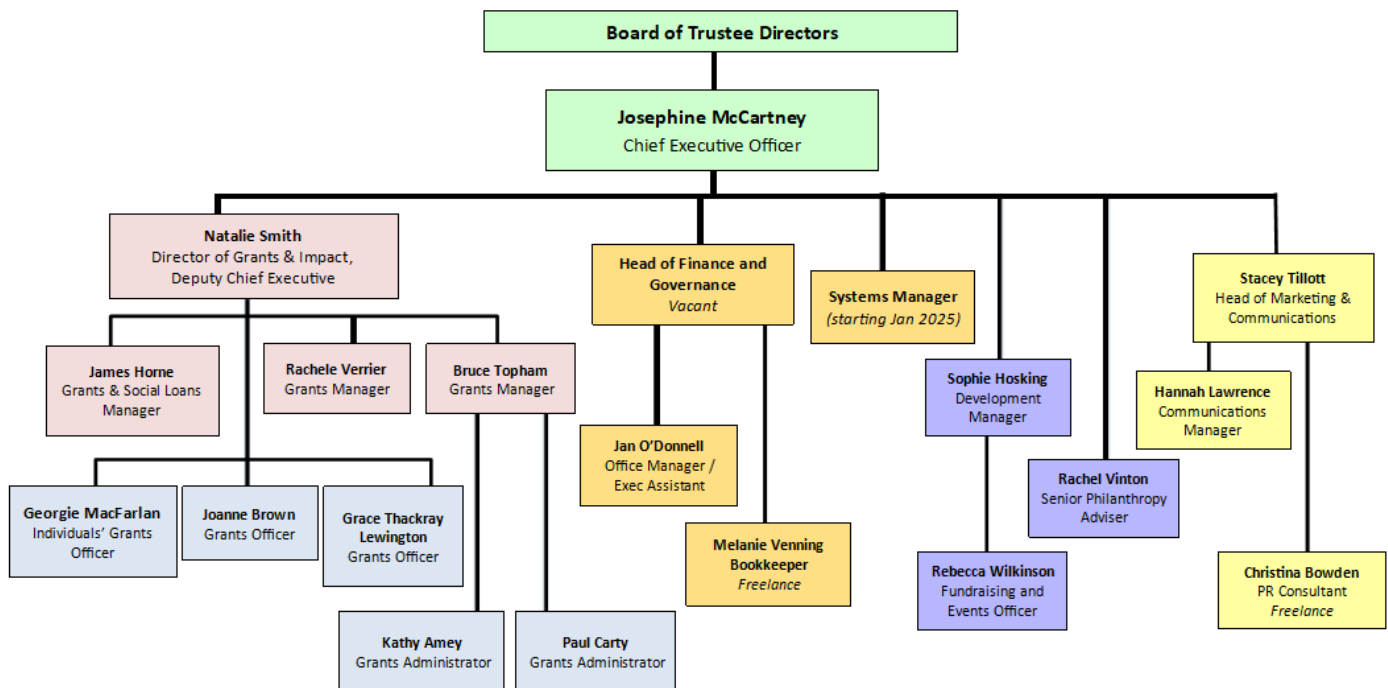 Board of Trustee Directors
Josephine McCartney
Chief Executive Officer
Natalie Smith
Director of Grants & Impact,
Deputy Chief Executive
Head of Finance and
Governance
Vacant
Systems Manager
(starting Jan 2025)
Stacey Tillott
Head of Marketing &
Communications
James Horne
Grants & Social Loans
Manager
Rachele Verrier
Grants Manager
Bruce Topham
Grants Manager
Sophie Hosking
Development
Manager
Hannah Lawrence
Communications
Manager
Jan O’Donnell
Office Manager /
Exec Assistant
Rachel Vinton
Senior Philanthropy
Adviser
Georgie MacFarlan
Individuals’ Grants
Officer
Joanne Brown
Grants Officer
Grace Thackray
Lewington
Grants Officer
Melanie Venning
Bookkeeper
Freelance
Rebecca Wilkinson
Fundraising and
Events Officer
Christina Bowden
PR Consultant
Freelance
Kathy Amey
Grants Administrator
Paul Carty
Grants Administrator